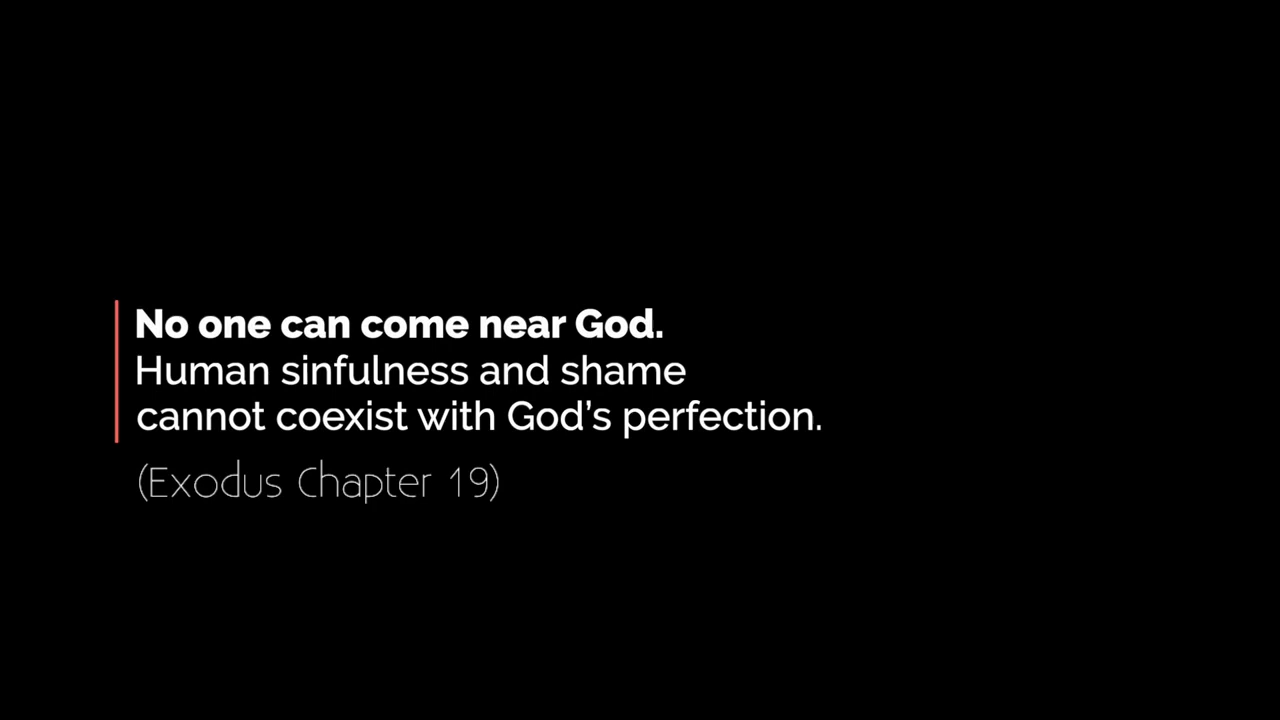 No one can come near God.
Human sinfulness and shame
cannot coexist with God’s perfection.
(Exodus Chapter 19)